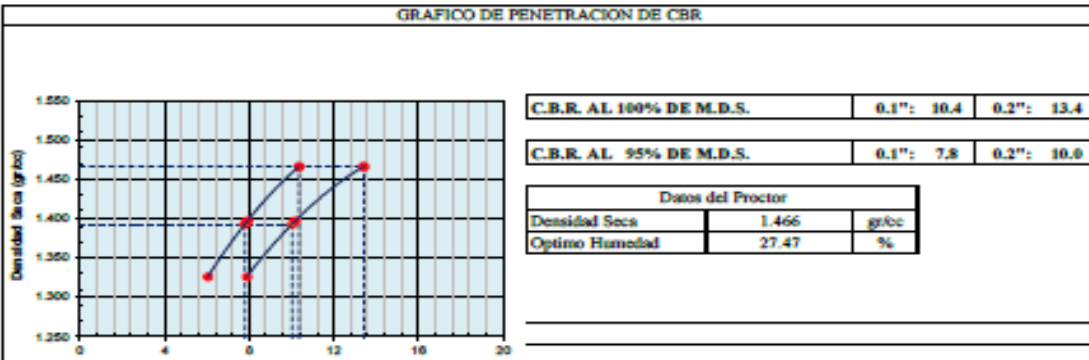 GRAFICO DE PENETRACION DE CBR
Densidad Seca (gr/cc)
1.550
1.500
1.450
1.400
1.350
1.300
1.250
0 4 8 12 16 20
C.B.R. AL 100% DE M.D.S. 0.1": 10.4 0.2": 13.4
C.B.R. AL 95% DE M.D.S. 0.1": 7.8 0.2": 10.0
Datos del Proctor
Densidad Seca 1.466 gr/cc
Optimo Humedad 27.47 %